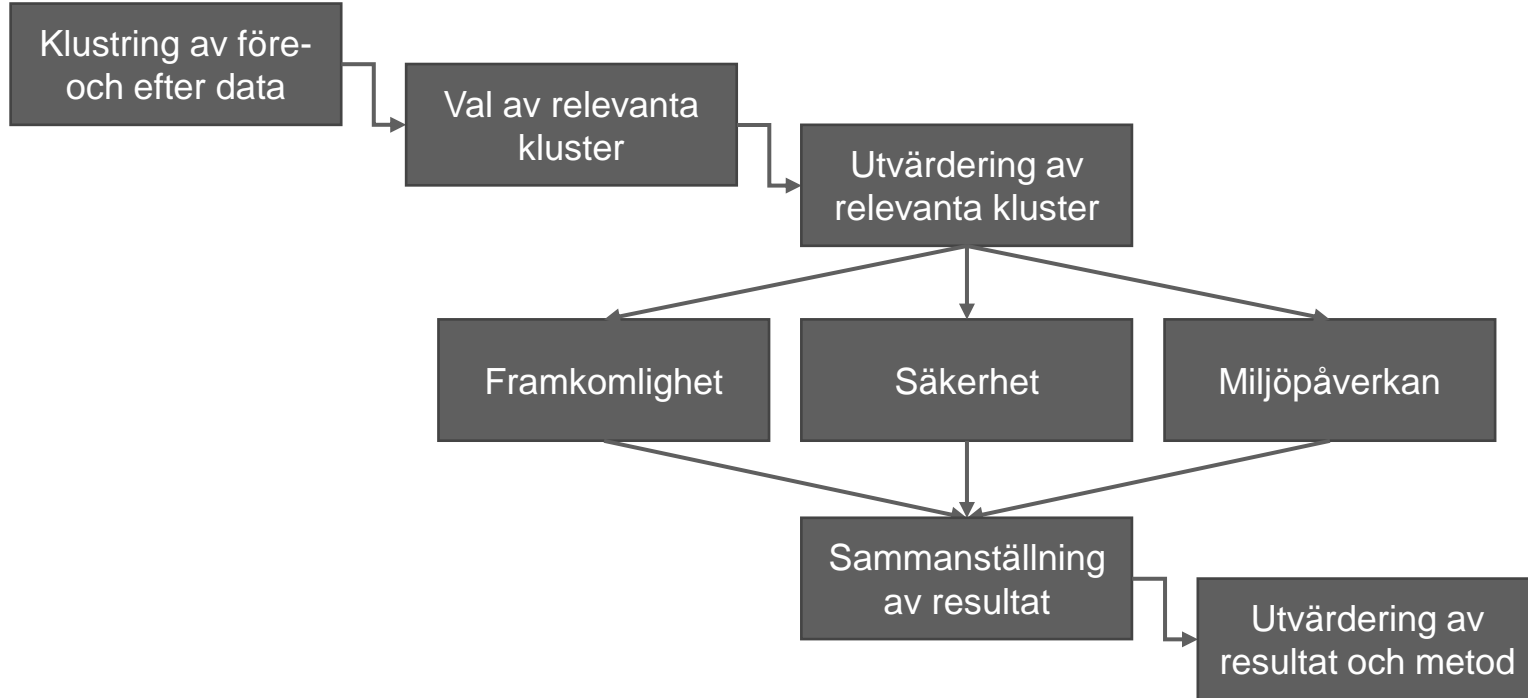 Klustring av före-
och efter data
Val av relevanta
kluster
Utvärdering av
relevanta kluster
Framkomlighet
Säkerhet
Miljöpåverkan
Sammanställning
av resultat
Utvärdering av
resultat och metod